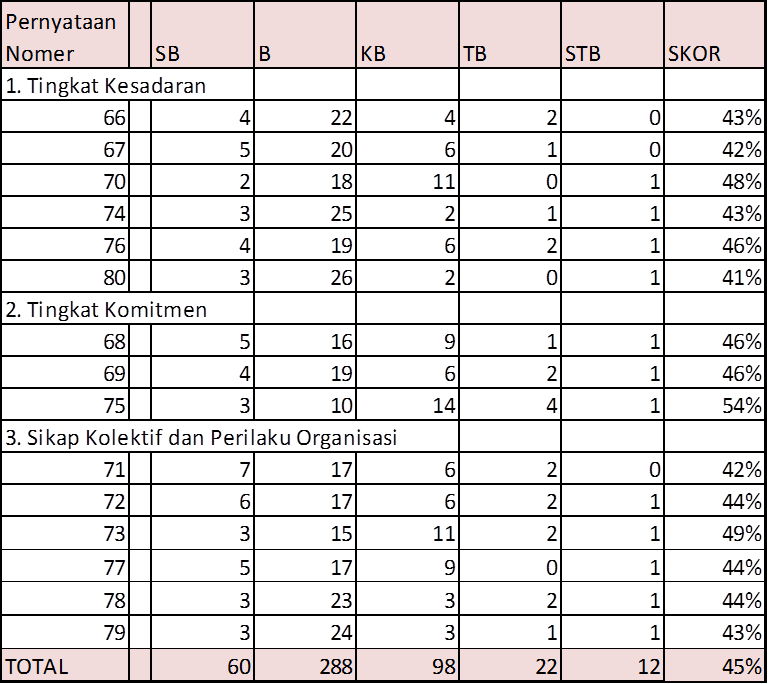 Pernyataan
Nomer SB B KB TB STB SKOR
1. Tingkat Kesadaran
66 4 22 4 2 0 43%
67 5 20 6 1 0 42%
70 2 18 11 0 1 48%
74 3 25 2 1 1 43%
76 4 19 6 2 1 46%
80 3 26 2 0 1 41%
2. Tingkat Komitmen
68 5 16 9 1 1 46%
69 4 19 6 2 1 46%
75 3 10 14 4 1 54%
3. Sikap Kolektif dan Perilaku Organisasi
71 7 17 6 2 0 42%
72 6 17 6 2 1 44%
73 3 15 11 2 1 49%
77 5 17 9 0 1 44%
78 3 23 3 2 1 44%
79 3 24 3 1 1 43%
TOTAL 60 288 98 22 12 45%